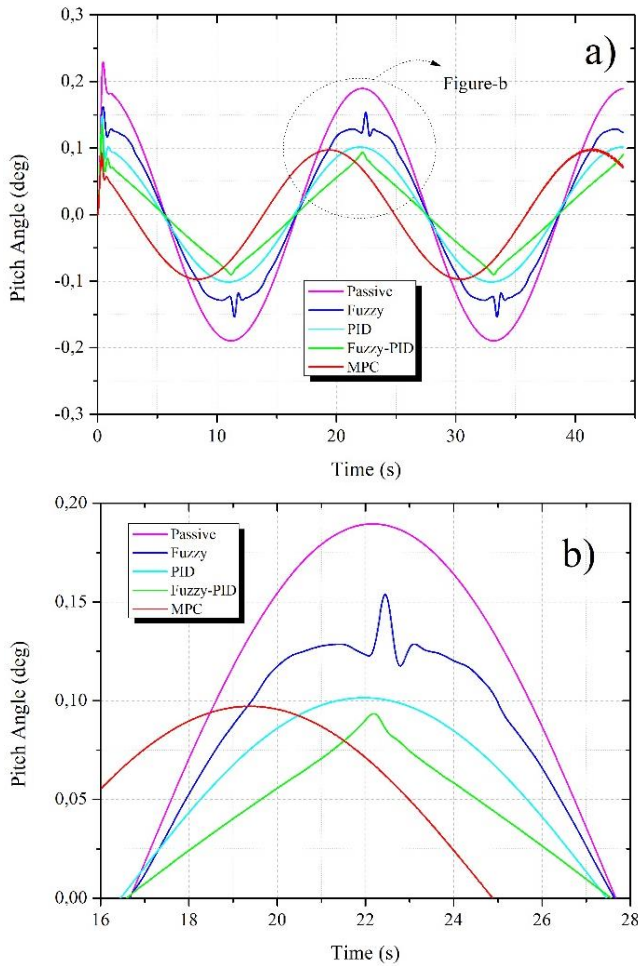 a)
Figure-b
0,3
0,2
0,1
0,0
-0,1
-0,2
-0,3
Pitch Angle (deg)
Passive
Fuzzy
PID
Fuzzy-PID
MPC
0
10
20
30
40
Time (s)
b)
0,20
0,15
0,10
0,05
0,00
Pitch Angle (deg)
Passive
Fuzzy
PID
Fuzzy-PID
MPC
16
18
20
22
24
26
28
Time (s)